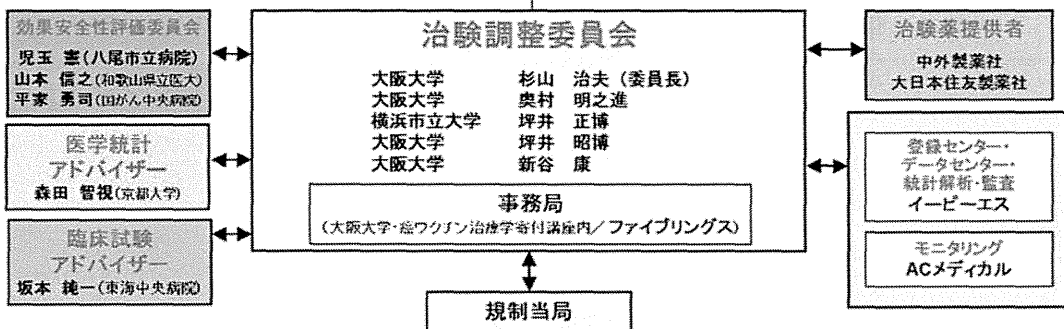 効果安全性評価委員会
児玉 憲(八尾市立病院)
山本 信之(和歌山県立医大)
平家 勇司(国がん中央病院)
医学統計
アドバイザー
森田 智視(京都大学)
臨床試験
アドバイザー
坂本 純一(東海中央病院)
治験調整委員会
大阪大学 杉山 治夫（委員長）
大阪大学 奥村 明之進
横浜市立大学 坪井 正博
大阪大学 坪井 昭博
大阪大学 新谷 康
事務局
(大阪大学・癌ワクチン治療学寄付講座内／ファイブリングス)
規制当局
治験薬提供者
中外製薬社
大日本住友製薬社
登録センター・
データセンター・
統計解析・監査
イーピーエス
モニタリング
ACメディカル